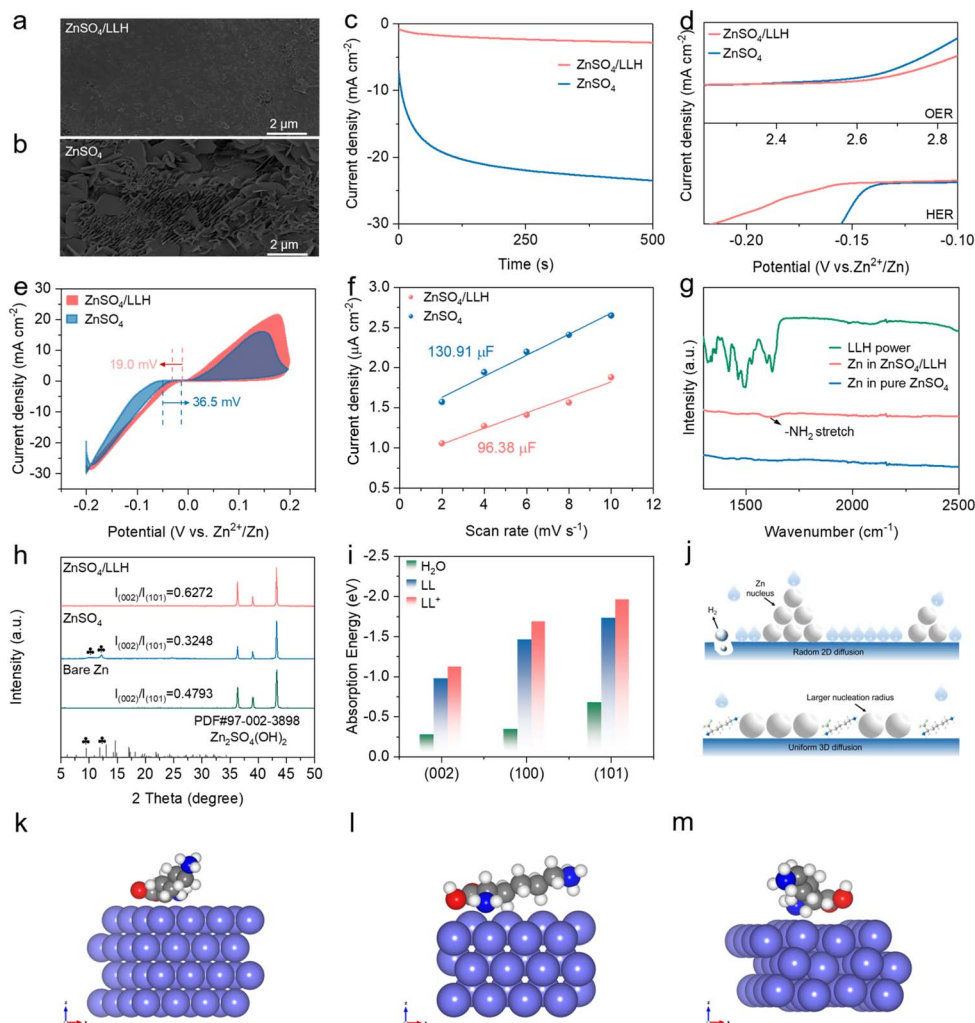 a
ZnSO₄/LLH
2 µm
b
ZnSO₄
2 µm
c
Current density (mA cm⁻²)
0
-10
-20
-30
ZnSO₄/LLH
ZnSO₄
0
250
500
Time (s)
d
Current density (mA cm⁻²)
ZnSO₄/LLH
ZnSO₄
OER
2.4
2.6
2.8
HER
-0.20
-0.15
-0.10
Potential (V vs.Zn²⁺/Zn)
e
Current density (mA cm⁻²)
30
20
10
0
-10
-20
-30
ZnSO₄/LLH
ZnSO₄
19.0 mV
36.5 mV
-0.2
-0.1
0.0
0.1
0.2
Potential (V vs. Zn²⁺/Zn)
f
Current density (µA cm⁻²)
3.0
2.5
2.0
1.5
1.0
0.5
ZnSO₄/LLH
ZnSO₄
130.91 µF
96.38 µF
0
2
4
6
8
10
12
Scan rate (mV s⁻¹)
g
Intensity (a.u.)
LLH power
Zn in ZnSO₄/LLH
Zn in pure ZnSO₄
-NH₂ stretch
1500
2000
2500
Wavenumber (cm⁻¹)
h
Intensity (a.u.)
ZnSO₄/LLH
I₍₀₀₂₎/I₍₁₀₁₎=0.6272
ZnSO₄
I₍₀₀₂₎/I₍₁₀₁₎=0.3248
♣ ♣
Bare Zn
I₍₀₀₂₎/I₍₁₀₁₎=0.4793
PDF#97-002-3898
Zn₂SO₄(OH)₂
♣ ♣
5 10 15 20 25 30 35 40 45 50
2 Theta (degree)
i
Absorption Energy (eV)
-2.5
-2.0
-1.5
-1.0
-0.5
0.0
H₂O
LL
LL⁺
(002)
(100)
(101)
j
Zn
nucleus
H₂
Radom 2D diffusion
Larger nucleation radius
Uniform 3D diffusion
k
l
m